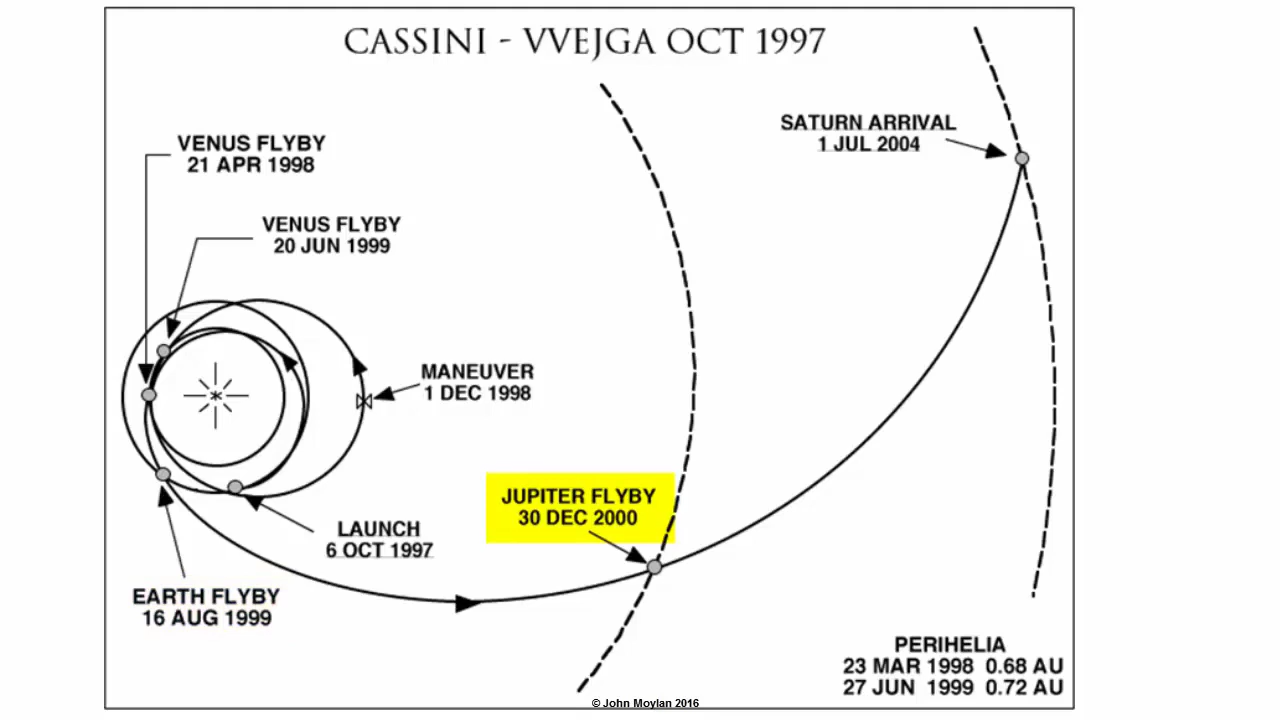 CASSINI - VVEJGA OCT 1997
VENUS FLYBY
21 APR 1998
VENUS FLYBY
20 JUN 1999
SATURN ARRIVAL
1 JUL 2004
MANEUVER
1 DEC 1998
JUPITER FLYBY
30 DEC 2000
LAUNCH
6 OCT 1997
EARTH FLYBY
16 AUG 1999
PERIHELIA
23 MAR 1998 0.68 AU
27 JUN 1999 0.72 AU
© John Moylan 2016